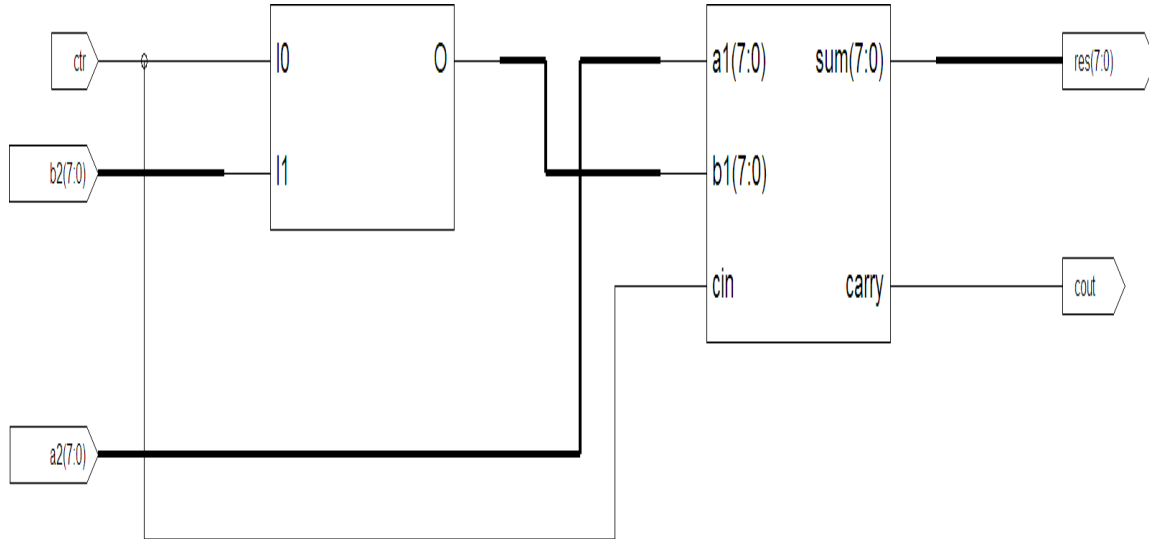 ctr
I0
O
a1(7:0)
sum(7:0)
res(7:0)
b2(7:0)
I1
b1(7:0)
cin
carry
cout
a2(7:0)